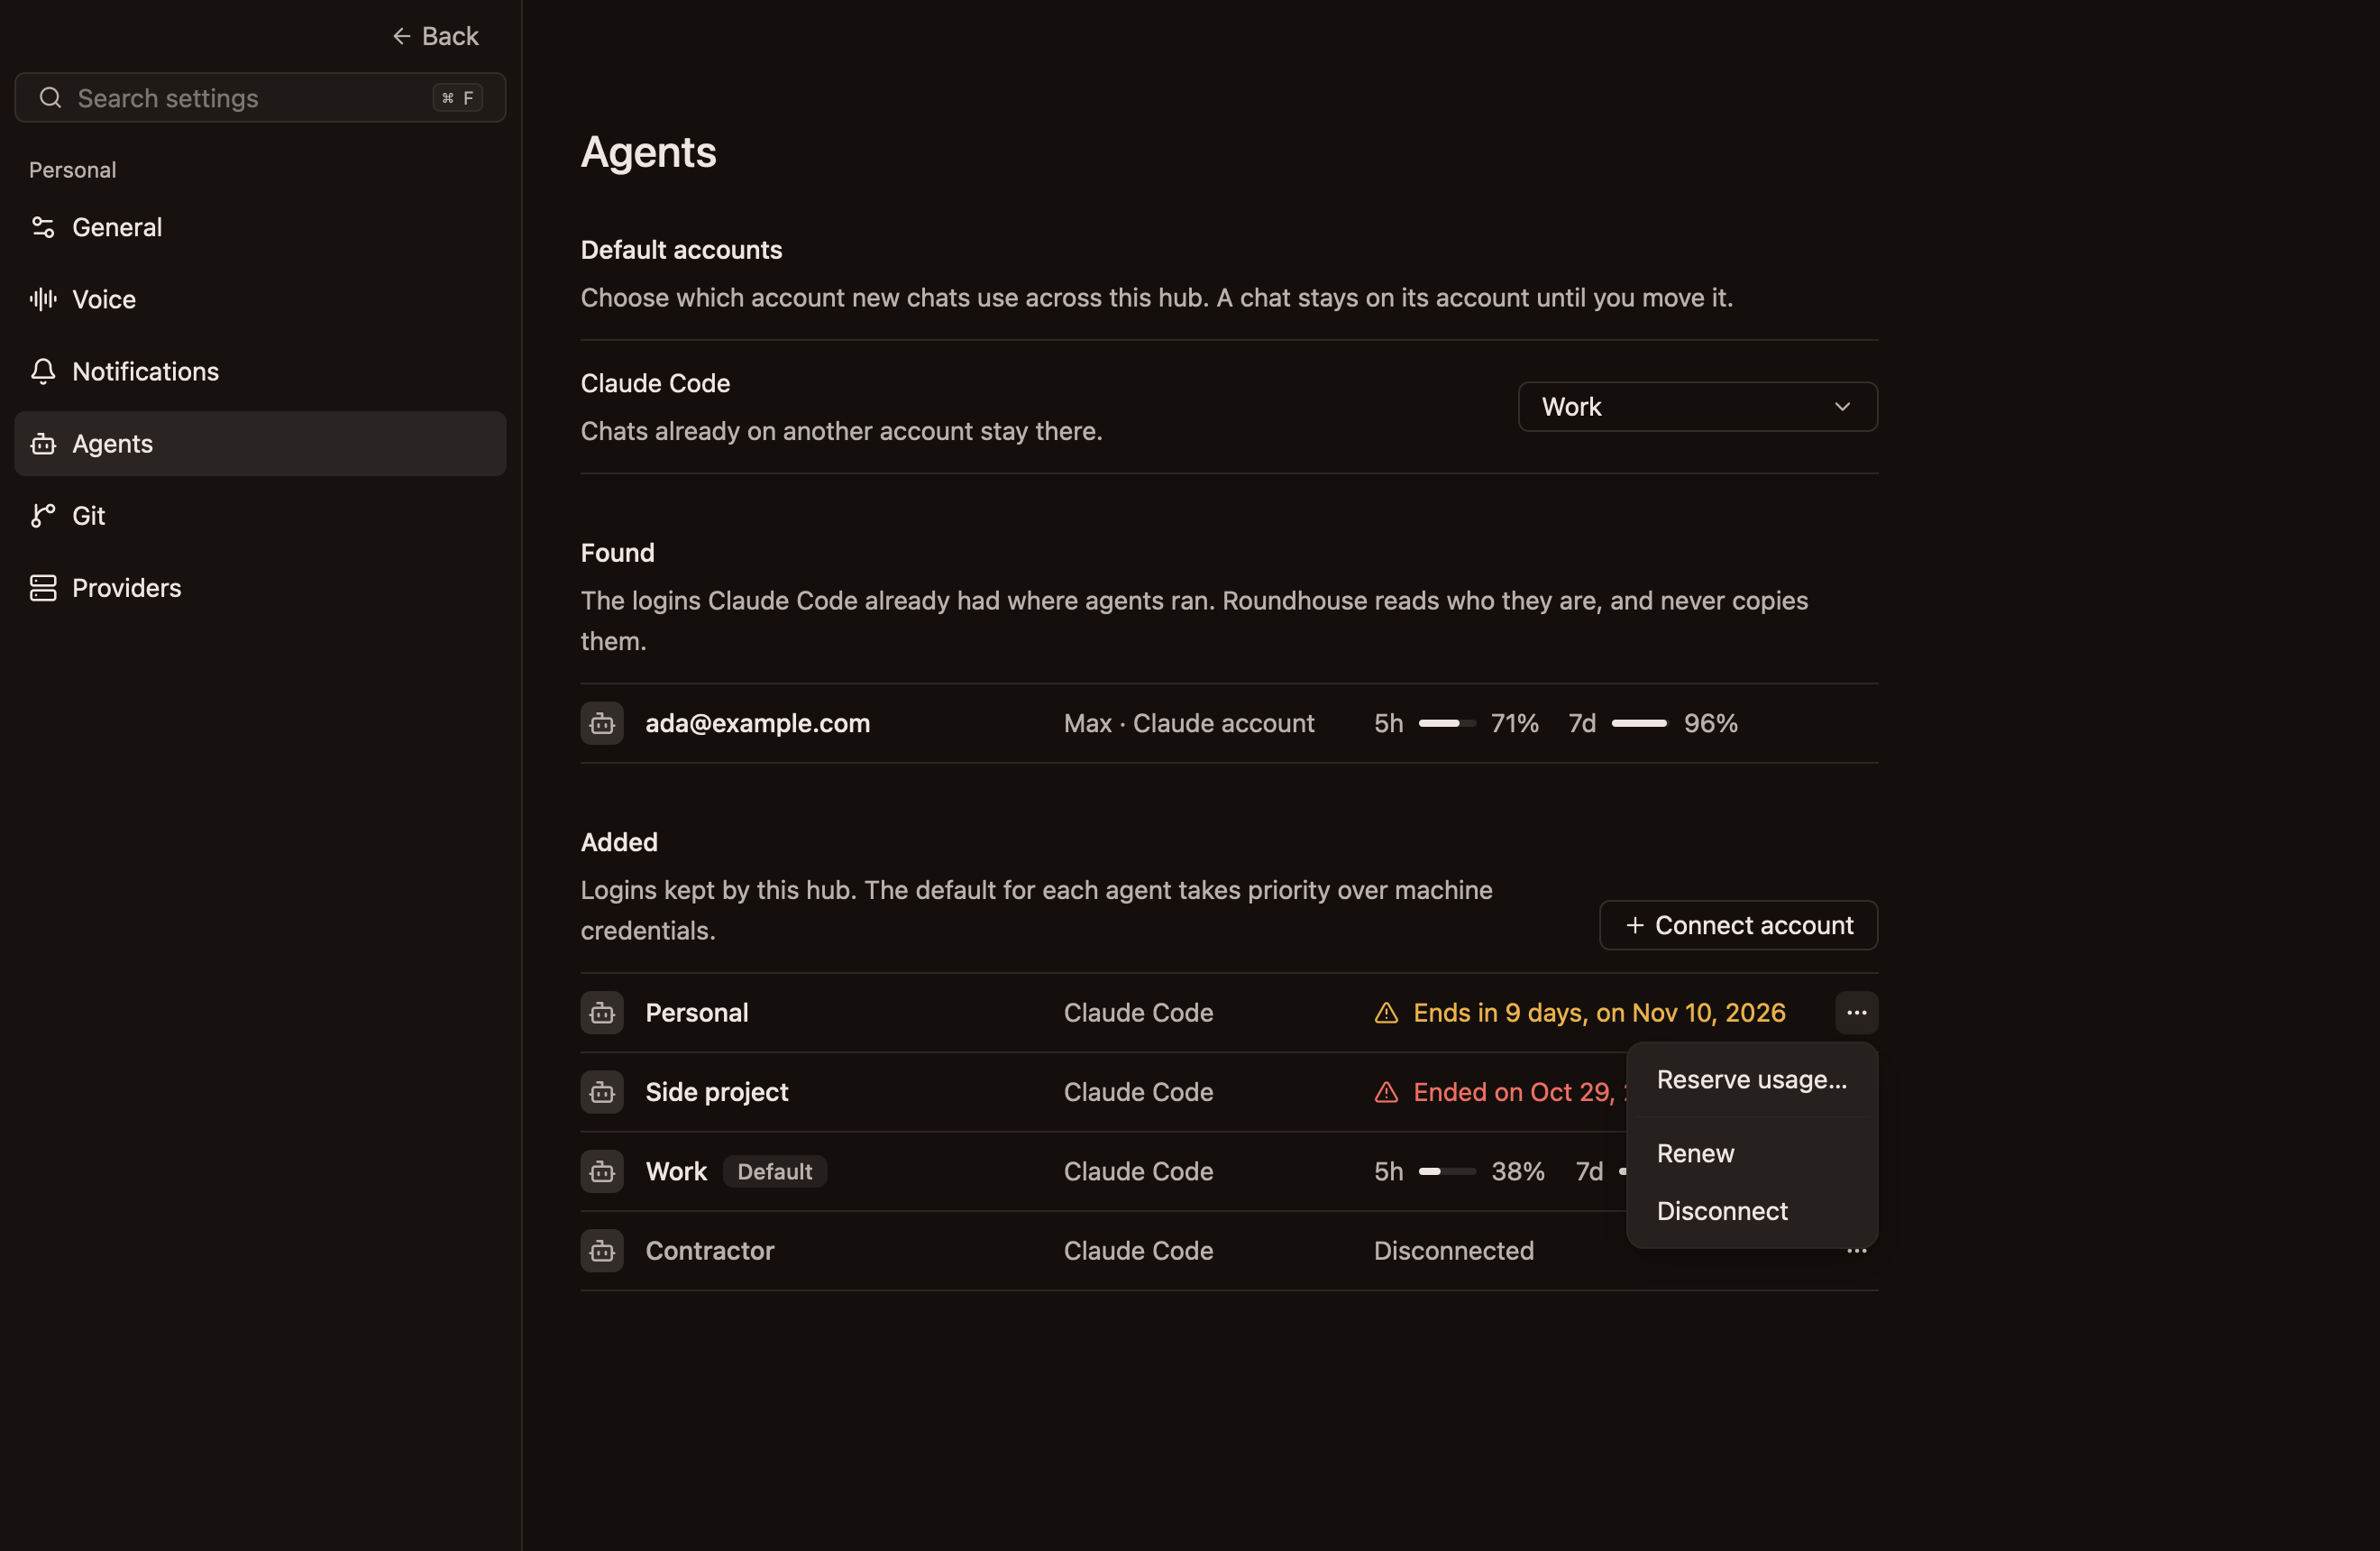 Back
Search settings
⌘ F
Personal
General
Voice
Notifications
Agents
Git
Providers
Agents
Default accounts
Choose which account new chats use across this hub. A chat stays on its account until you move it.
Claude Code
Chats already on another account stay there.
Work
Found
The logins Claude Code already had where agents ran. Roundhouse reads who they are, and never copies
them.
ada@example.com Max · Claude account 5h 71% 7d 96%
Added
Logins kept by this hub. The default for each agent takes priority over machine
credentials.
Connect account
Personal Claude Code Ends in 9 days, on Nov 10, 2026
Side project Claude Code Ended on Oct 29,
Work Default Claude Code 5h 38% 7d
Contractor Claude Code Disconnected
Reserve usage...
Renew
Disconnect